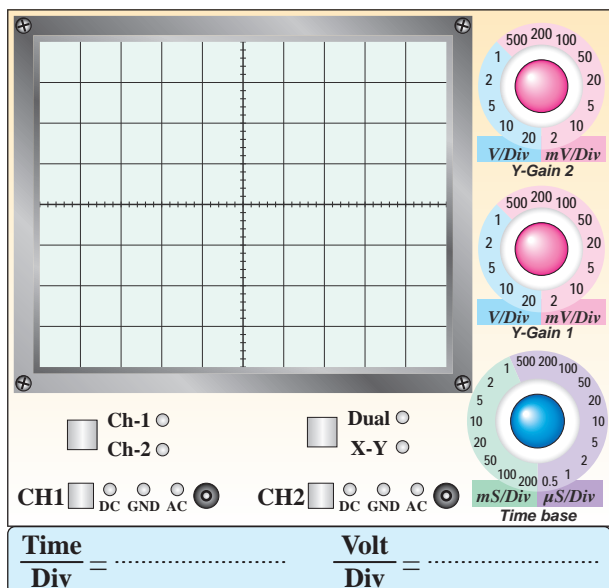 500 200 100
1 50
2 20
5 5
10 10
20 2
V/Div mV/Div
Y-Gain 2
500 200 100
1 50
2 20
5 5
10 10
20 2
V/Div mV/Div
Y-Gain 1
500 200 100
1 50
2 20
5 10
10 5
20 2
50 1
100 0.5
200
mS/Div μS/Div
Time base
Ch-1 Dual
Ch-2 X-Y
CH1 DC GND AC CH2 DC GND AC
Time/Div = .................... Volt/Div = ....................